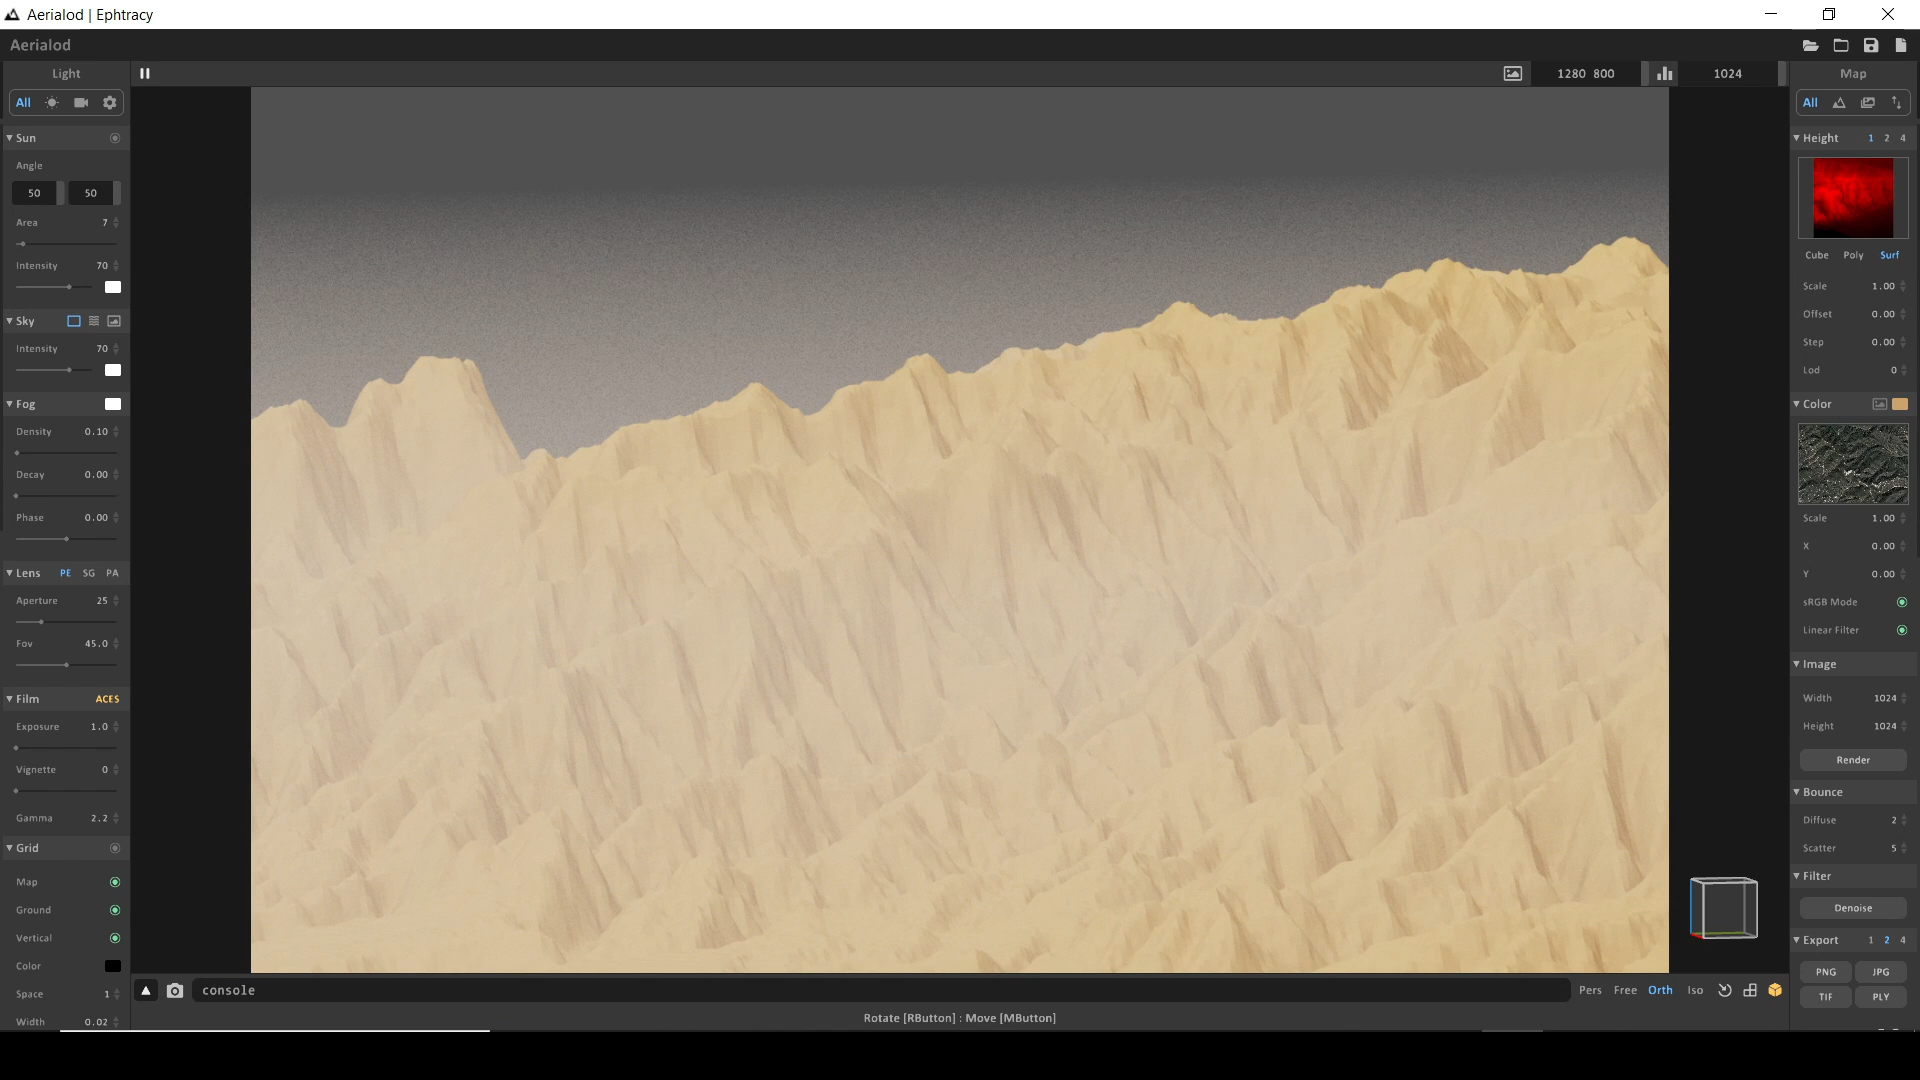 Aerialod | Ephtracy
Aerialod
Light
1280 800
1024
Map
All
Sun
Angle
50 50
Area 7
Intensity 70
Sky
Intensity 70
Fog
Density 0.10
Decay 0.00
Phase 0.00
Lens PE SG PA
Aperture 25
Fov 45.0
Film ACES
Exposure 1.0
Vignette 0
Gamma 2.2
Grid
Map
Ground
Vertical
Color
Space 1
Width 0.02
All
Height 1 2 4
Cube Poly Surf
Scale 1.00
Offset 0.00
Step 0.00
Lod 0
Color
Scale 1.00
X 0.00
Y 0.00
sRGB Mode
Linear Filter
Image
Width 1024
Height 1024
Render
Bounce
Diffuse 2
Scatter 5
Filter
Denoise
Export 1 2 4
PNG JPG
TIF PLY
console
Pers Free Orth Iso
Rotate [RButton] : Move [MButton]